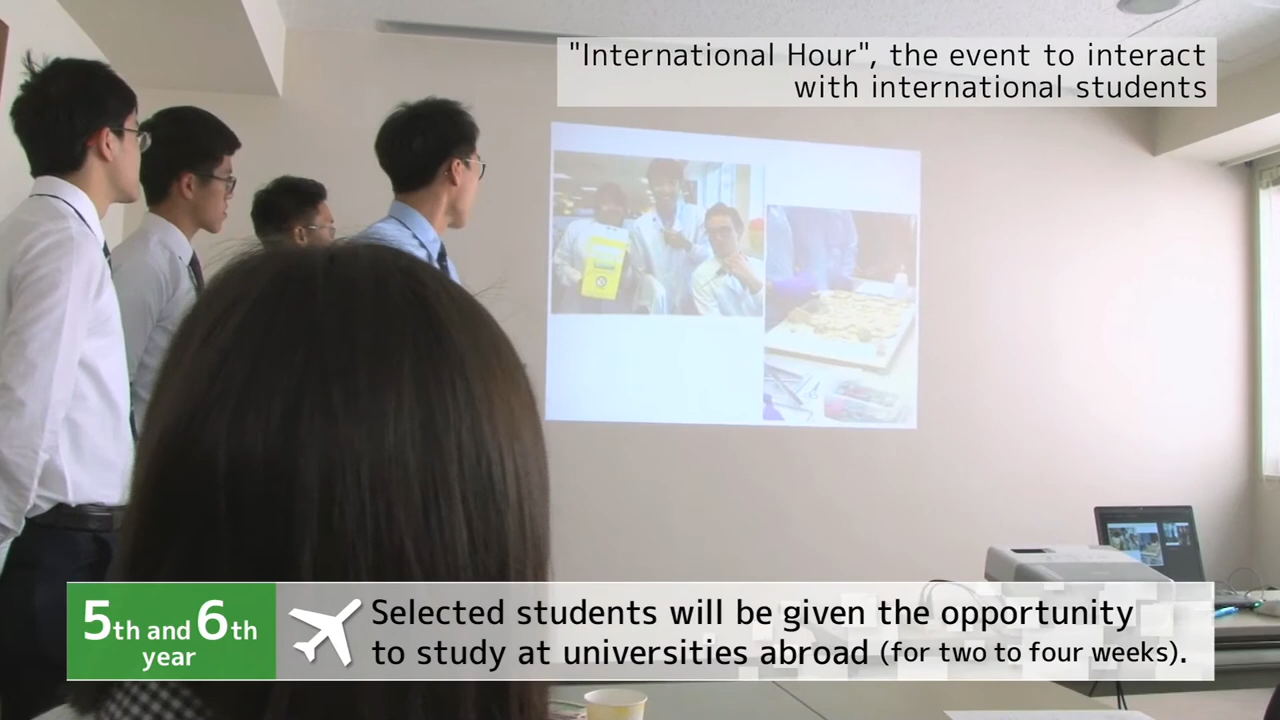 "International Hour", the event to interact
with international students
5th and 6th
year
Selected students will be given the opportunity
to study at universities abroad (for two to four weeks).